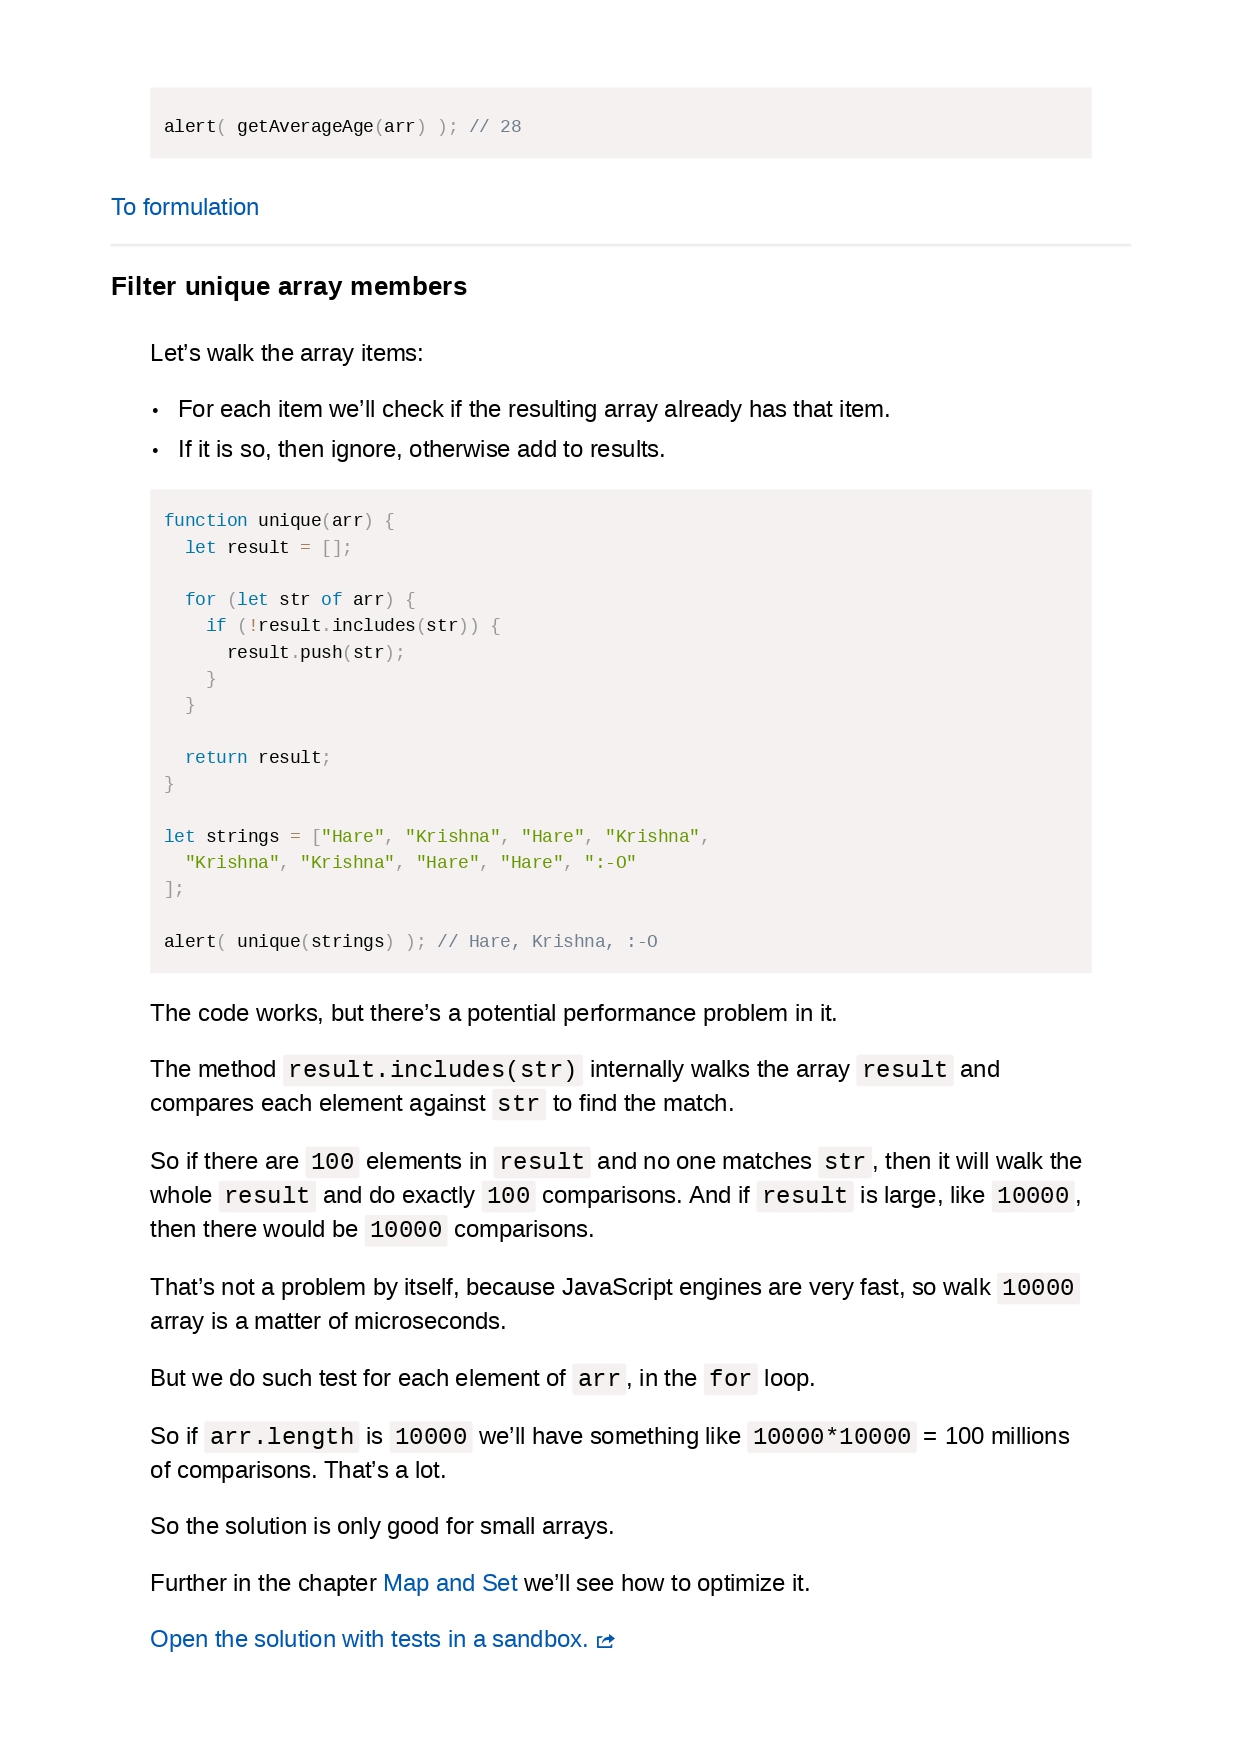 alert( getAverageAge(arr) ); // 28
To formulation
Filter unique array members
Let’s walk the array items:
• For each item we’ll check if the resulting array already has that item.
• If it is so, then ignore, otherwise add to results.
function unique(arr) {
  let result = [];
  for (let str of arr) {
    if (!result.includes(str)) {
      result.push(str);
    }
  }
  return result;
}
let strings = ["Hare", "Krishna", "Hare", "Krishna",
  "Krishna", "Krishna", "Hare", "Hare", ":-O"
];
alert( unique(strings) ); // Hare, Krishna, :-O
The code works, but there’s a potential performance problem in it.
The method result.includes(str) internally walks the array result and
compares each element against str to find the match.
So if there are 100 elements in result and no one matches str, then it will walk the
whole result and do exactly 100 comparisons. And if result is large, like 10000,
then there would be 10000 comparisons.
That’s not a problem by itself, because JavaScript engines are very fast, so walk 10000
array is a matter of microseconds.
But we do such test for each element of arr, in the for loop.
So if arr.length is 10000 we’ll have something like 10000*10000 = 100 millions
of comparisons. That’s a lot.
So the solution is only good for small arrays.
Further in the chapter Map and Set we’ll see how to optimize it.
Open the solution with tests in a sandbox.